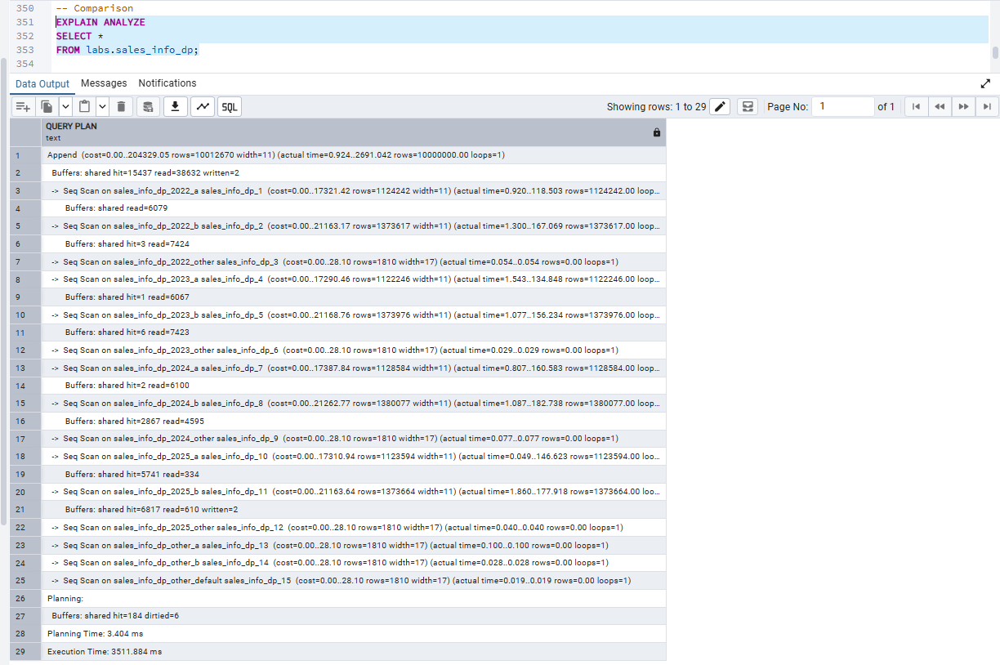 350 -- Comparison
351 EXPLAIN ANALYZE
352 SELECT *
353 FROM labs.sales_info_dp;
354
Data Output Messages Notifications
SQL Showing rows: 1 to 29 Page No: 1 of 1
QUERY PLAN
text
1 Append (cost=0.00..204329.05 rows=10012670 width=11) (actual time=0.924..2691.042 rows=10000000.00 loops=1)
2 Buffers: shared hit=15437 read=38632 written=2
3 -> Seq Scan on sales_info_dp_2022_a sales_info_dp_1 (cost=0.00..17321.42 rows=1124242 width=11) (actual time=0.920..118.503 rows=1124242.00 loop...
4 Buffers: shared read=6079
5 -> Seq Scan on sales_info_dp_2022_b sales_info_dp_2 (cost=0.00..21163.17 rows=1373617 width=11) (actual time=1.300..167.069 rows=1373617.00 loop...
6 Buffers: shared hit=3 read=7424
7 -> Seq Scan on sales_info_dp_2022_other sales_info_dp_3 (cost=0.00..28.10 rows=1810 width=17) (actual time=0.054..0.054 rows=0.00 loops=1)
8 -> Seq Scan on sales_info_dp_2023_a sales_info_dp_4 (cost=0.00..17290.46 rows=1122246 width=11) (actual time=1.543..134.848 rows=1122246.00 loop...
9 Buffers: shared hit=1 read=6067
10 -> Seq Scan on sales_info_dp_2023_b sales_info_dp_5 (cost=0.00..21168.76 rows=1373976 width=11) (actual time=1.077..156.234 rows=1373976.00 loop...
11 Buffers: shared hit=6 read=7423
12 -> Seq Scan on sales_info_dp_2023_other sales_info_dp_6 (cost=0.00..28.10 rows=1810 width=17) (actual time=0.029..0.029 rows=0.00 loops=1)
13 -> Seq Scan on sales_info_dp_2024_a sales_info_dp_7 (cost=0.00..17387.84 rows=1128584 width=11) (actual time=0.807..160.583 rows=1128584.00 loop...
14 Buffers: shared hit=2 read=6100
15 -> Seq Scan on sales_info_dp_2024_b sales_info_dp_8 (cost=0.00..21262.77 rows=1380077 width=11) (actual time=1.087..182.738 rows=1380077.00 loop...
16 Buffers: shared hit=2867 read=4595
17 -> Seq Scan on sales_info_dp_2024_other sales_info_dp_9 (cost=0.00..28.10 rows=1810 width=17) (actual time=0.077..0.077 rows=0.00 loops=1)
18 -> Seq Scan on sales_info_dp_2025_a sales_info_dp_10 (cost=0.00..17310.94 rows=1123594 width=11) (actual time=0.049..146.623 rows=1123594.00 loo...
19 Buffers: shared hit=5741 read=334
20 -> Seq Scan on sales_info_dp_2025_b sales_info_dp_11 (cost=0.00..21163.64 rows=1373664 width=11) (actual time=1.860..177.918 rows=1373664.00 loo...
21 Buffers: shared hit=6817 read=610 written=2
22 -> Seq Scan on sales_info_dp_2025_other sales_info_dp_12 (cost=0.00..28.10 rows=1810 width=17) (actual time=0.040..0.040 rows=0.00 loops=1)
23 -> Seq Scan on sales_info_dp_other_a sales_info_dp_13 (cost=0.00..28.10 rows=1810 width=17) (actual time=0.100..0.100 rows=0.00 loops=1)
24 -> Seq Scan on sales_info_dp_other_b sales_info_dp_14 (cost=0.00..28.10 rows=1810 width=17) (actual time=0.028..0.028 rows=0.00 loops=1)
25 -> Seq Scan on sales_info_dp_other_default sales_info_dp_15 (cost=0.00..28.10 rows=1810 width=17) (actual time=0.019..0.019 rows=0.00 loops=1)
26 Planning:
27 Buffers: shared hit=184 dirtied=6
28 Planning Time: 3.404 ms
29 Execution Time: 3511.884 ms